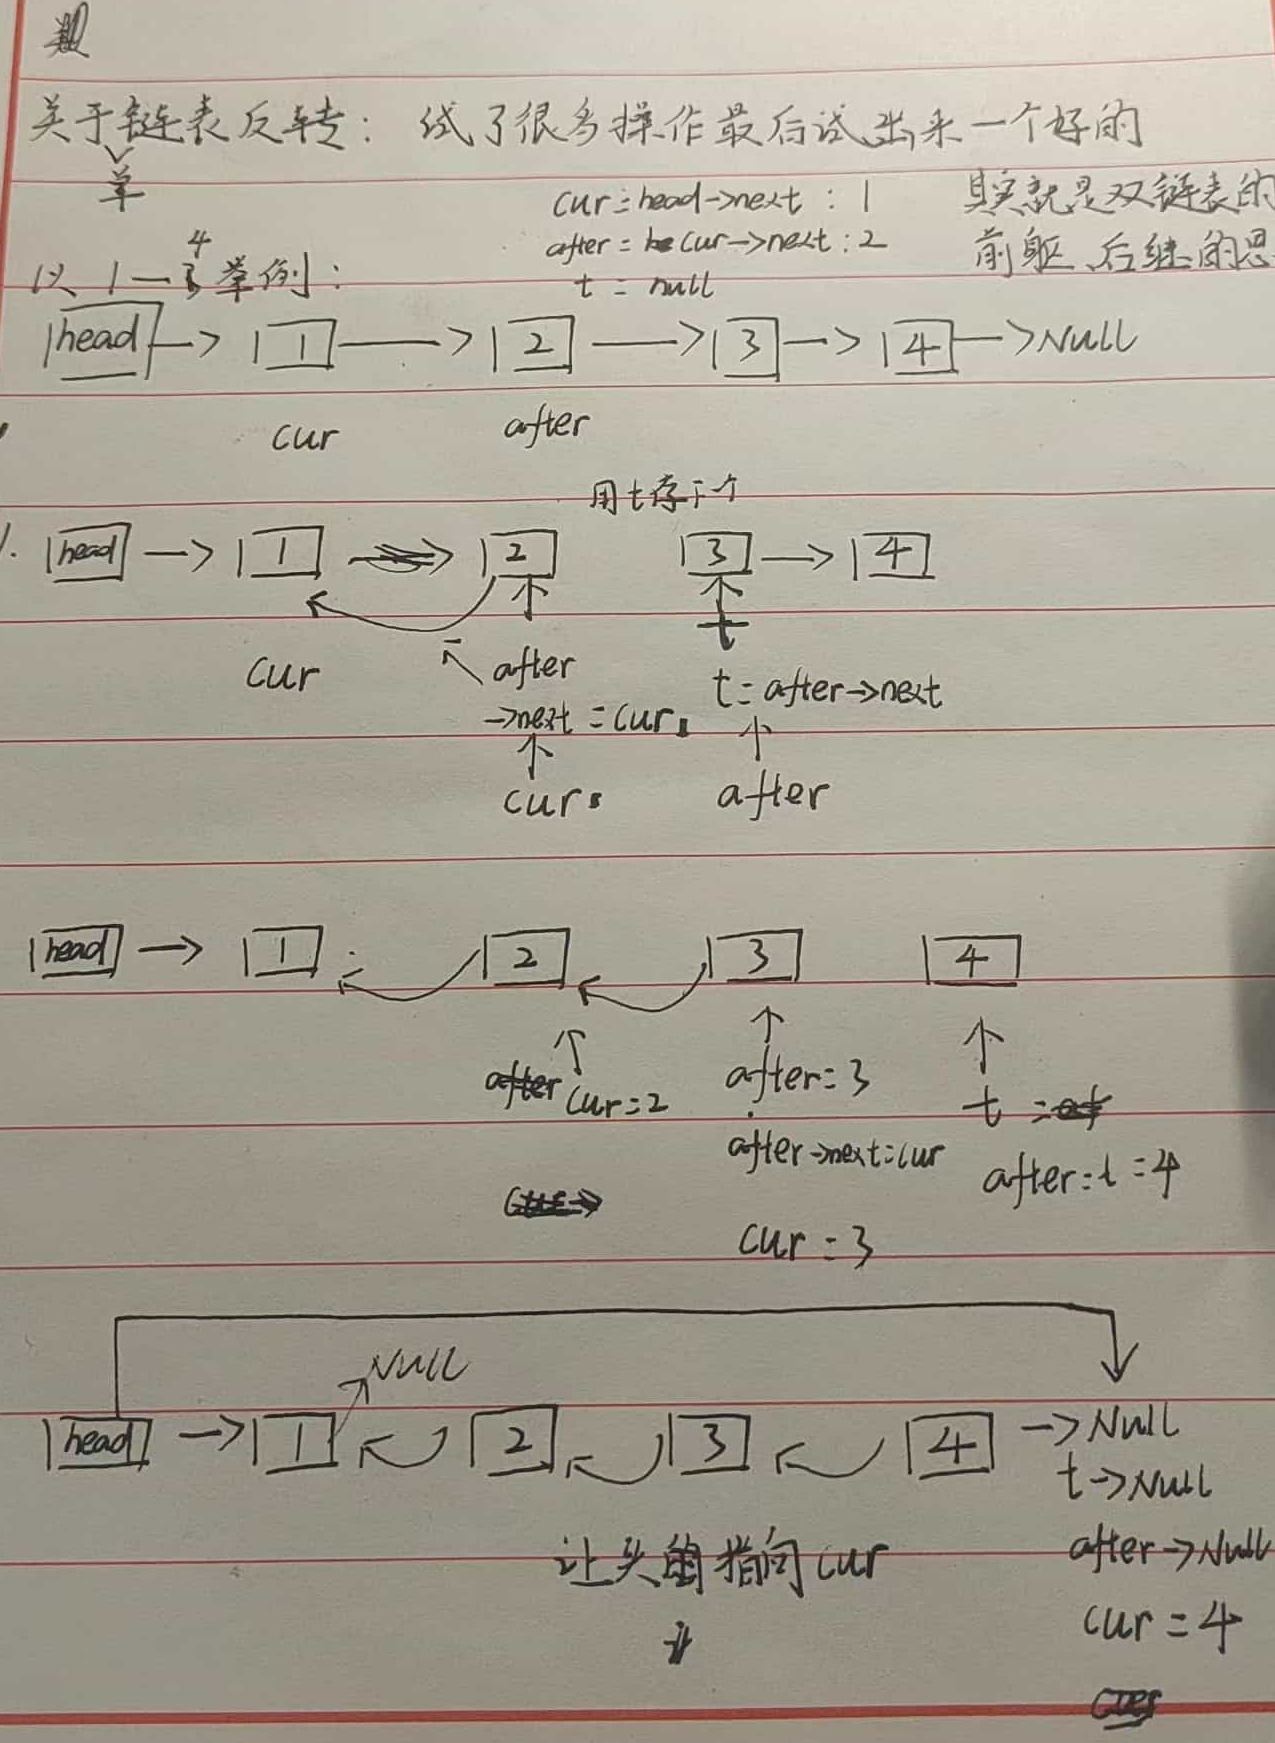 关于链表反转：试了很多操作最后试出来一个好的
单
cur=head->next : 1
after = cur->next : 2
t = null
其实就是双链表的
前驱、后继的思
以 1—4 举例：
head → 1 → 2 → 3 → 4 → Null
cur after
用t存下个
1. head → 1 2 3 → 4
t
cur after t=after->next
->next = cur
cur after
head → 1 2 3 4
after cur=2 after=3 t =
after->next=cur after=t=4
cur=3
Null
head → 1 2 3 4 → Null
t→Null
让头指向cur after→Null
cur=4